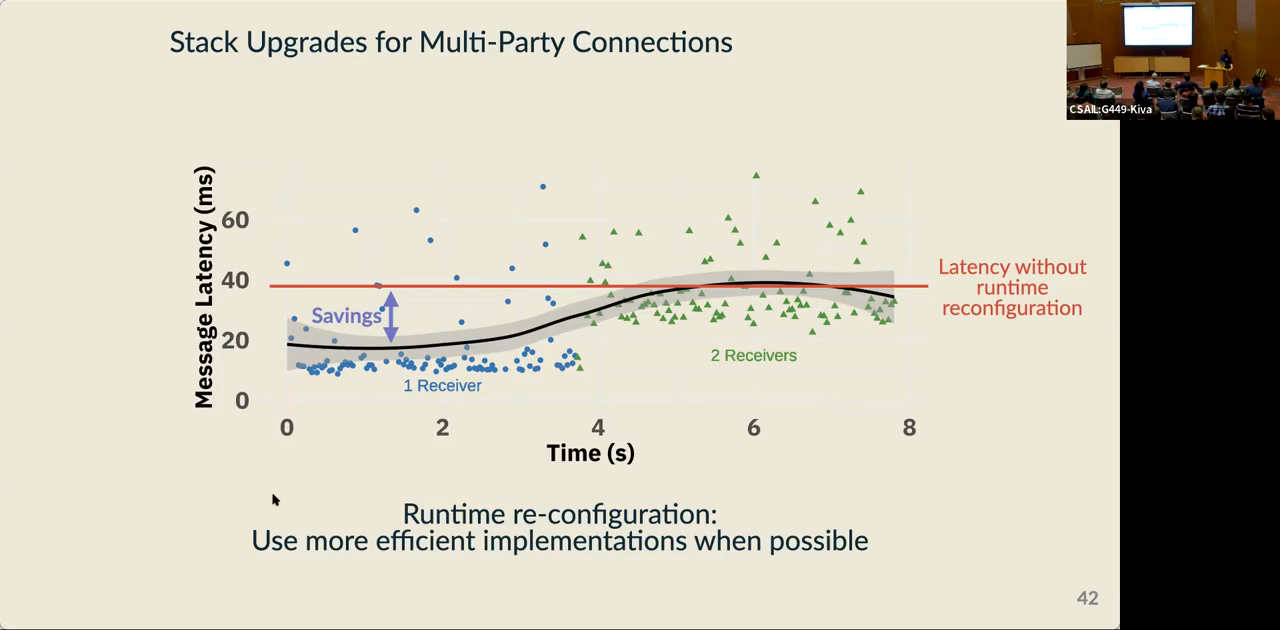 Stack Upgrades for Multi-Party Connections
CSAIL:G449-Kiva
Message Latency (ms)
60
40
20
0
Savings
1 Receiver
2 Receivers
Latency without
runtime
reconfiguration
0 2 4 6 8
Time (s)
Runtime re-configuration:
Use more efficient implementations when possible
42